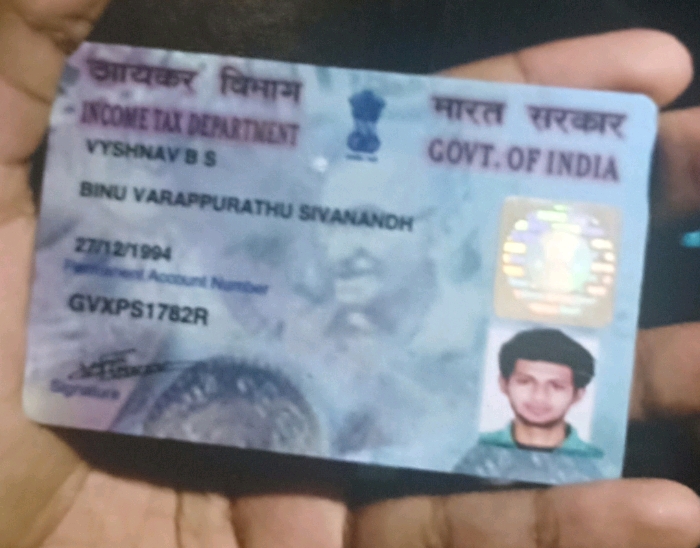 आयकर विभाग
INCOME TAX DEPARTMENT
भारत सरकार
GOVT. OF INDIA
VYSHNAV B S
BINU VARAPPURATHU SIVANANDH
27/12/1994
Permanent Account Number
GVXPS1782R
Signature